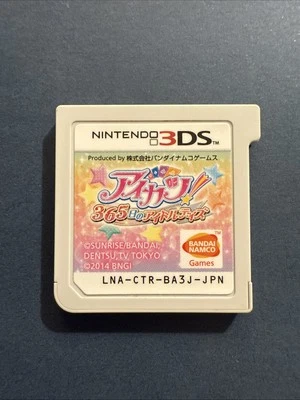 NINTENDO 3DS™
Produced by 株式会社バンダイナムコゲームス
アイカツ!
365日のアイドルデイズ
©SUNRISE/BANDAI,
DENTSU,TV TOKYO
©2014 BNGI
BANDAI
NAMCO
Games
LNA-CTR-BA3J-JPN